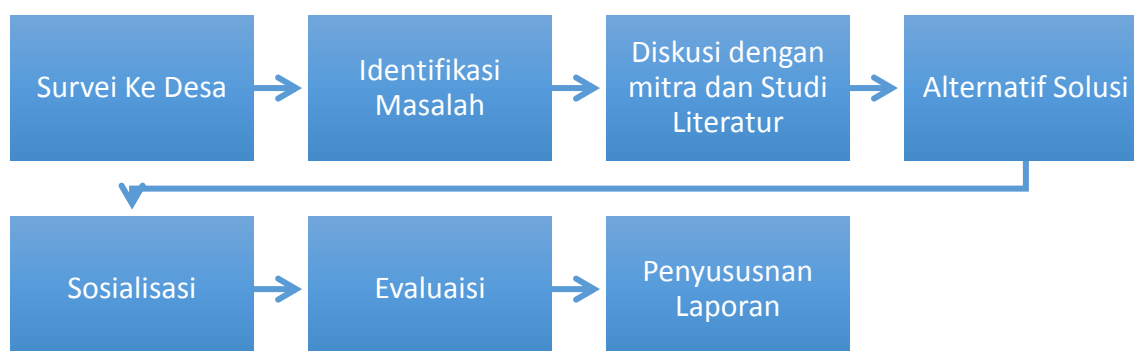 Survei Ke Desa
Identifikasi
Masalah
Diskusi dengan
mitra dan Studi
Literatur
Alternatif Solusi
Sosialisasi
Evaluaisi
Penyususnan
Laporan